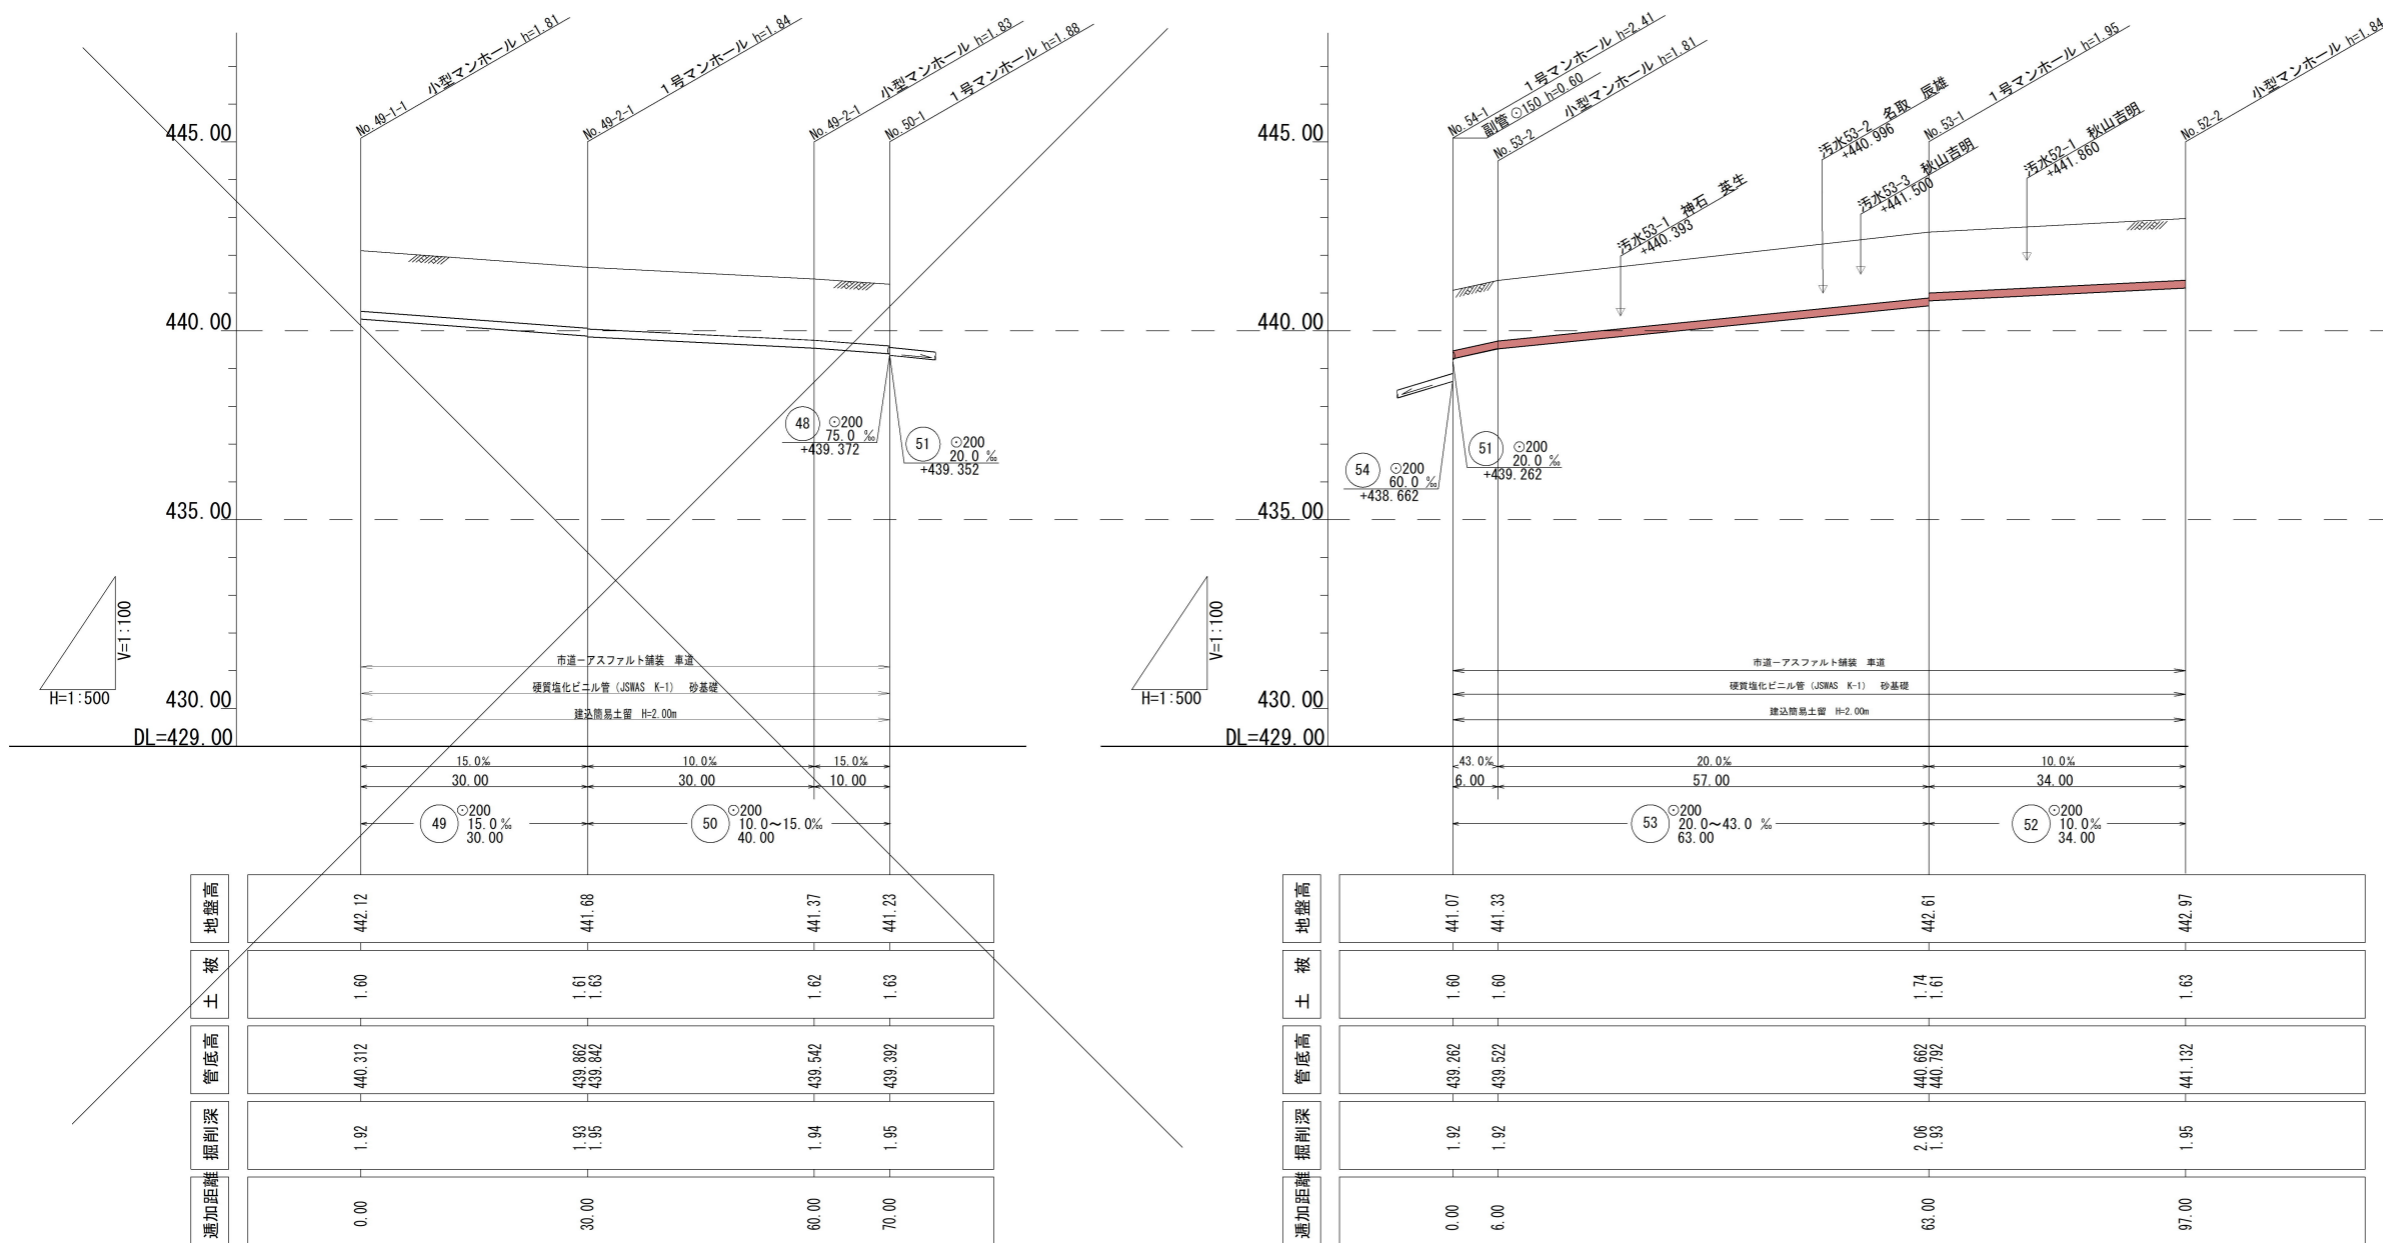 No.49-1-1 小型マンホール h=1.81
No.49-2-1 1号マンホール h=1.84
No.49-2-1 小型マンホール h=1.83
No.50-1 1号マンホール h=1.88
445.00
440.00
435.00
430.00
DL=429.00
V=1:100
H=1:500
48 ⊙200
75.0 ‰
+439.372
51 ⊙200
20.0 ‰
+439.352
市道－アスファルト舗装 車道
硬質塩化ビニル管（JSWAS K-1） 砂基礎
建込簡易土留 H=2.00m
15.0‰ 10.0‰ 15.0‰
30.00 30.00 10.00
49 ⊙200
15.0‰
30.00
50 ⊙200
10.0～15.0‰
40.00
地盤高 442.12 441.68 441.37 441.23
土 被 1.60 1.61 1.63 1.62 1.63
管底高 440.312 439.862 439.842 439.542 439.392
掘削深 1.92 1.93 1.95 1.94 1.95
逓加距離 0.00 30.00 60.00 70.00
No.54-1 1号マンホール h=2.41
副管 ⊙150 h=0.60
No.53-2 小型マンホール h=1.81
汚水53-1 神石 英生
+440.393
汚水53-2 名取 辰雄
+440.996
汚水53-3 秋山吉明
+441.500
No.53-1 1号マンホール h=1.95
汚水52-1 秋山吉明
+441.860
No.52-2 小型マンホール h=1.84
445.00
440.00
435.00
430.00
DL=429.00
V=1:100
H=1:500
54 ⊙200
60.0 ‰
+438.662
51 ⊙200
20.0 ‰
+439.262
市道－アスファルト舗装 車道
硬質塩化ビニル管（JSWAS K-1） 砂基礎
建込簡易土留 H=2.00m
43.0‰ 20.0‰ 10.0‰
6.00 57.00 34.00
53 ⊙200
20.0～43.0 ‰
63.00
52 ⊙200
10.0‰
34.00
地盤高 441.07 441.33 442.61 442.97
土 被 1.60 1.60 1.74 1.61 1.63
管底高 439.262 439.522 440.662 440.792 441.132
掘削深 1.92 1.92 2.06 1.93 1.95
逓加距離 0.00 6.00 63.00 97.00